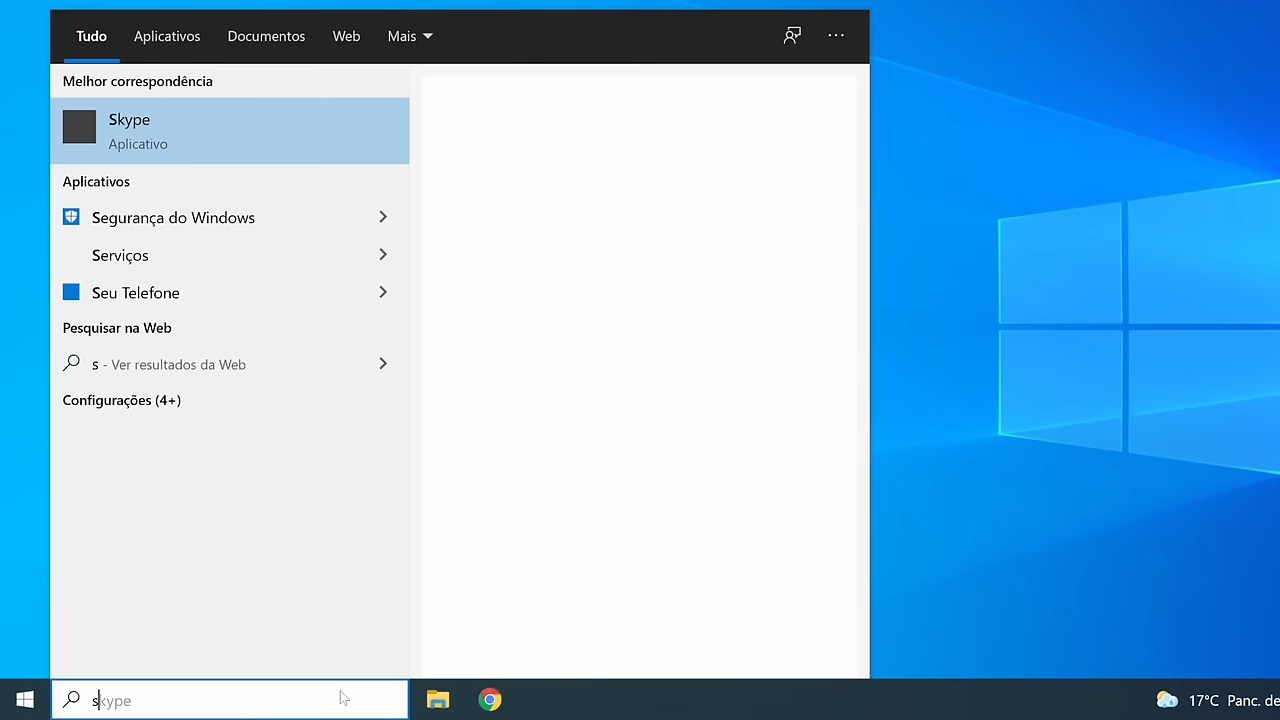 Tudo Aplicativos Documentos Web Mais
Melhor correspondência
Skype
Aplicativo
Aplicativos
Segurança do Windows
Serviços
Seu Telefone
Pesquisar na Web
s - Ver resultados da Web
Configurações (4+)
skype
17°C Panc. de